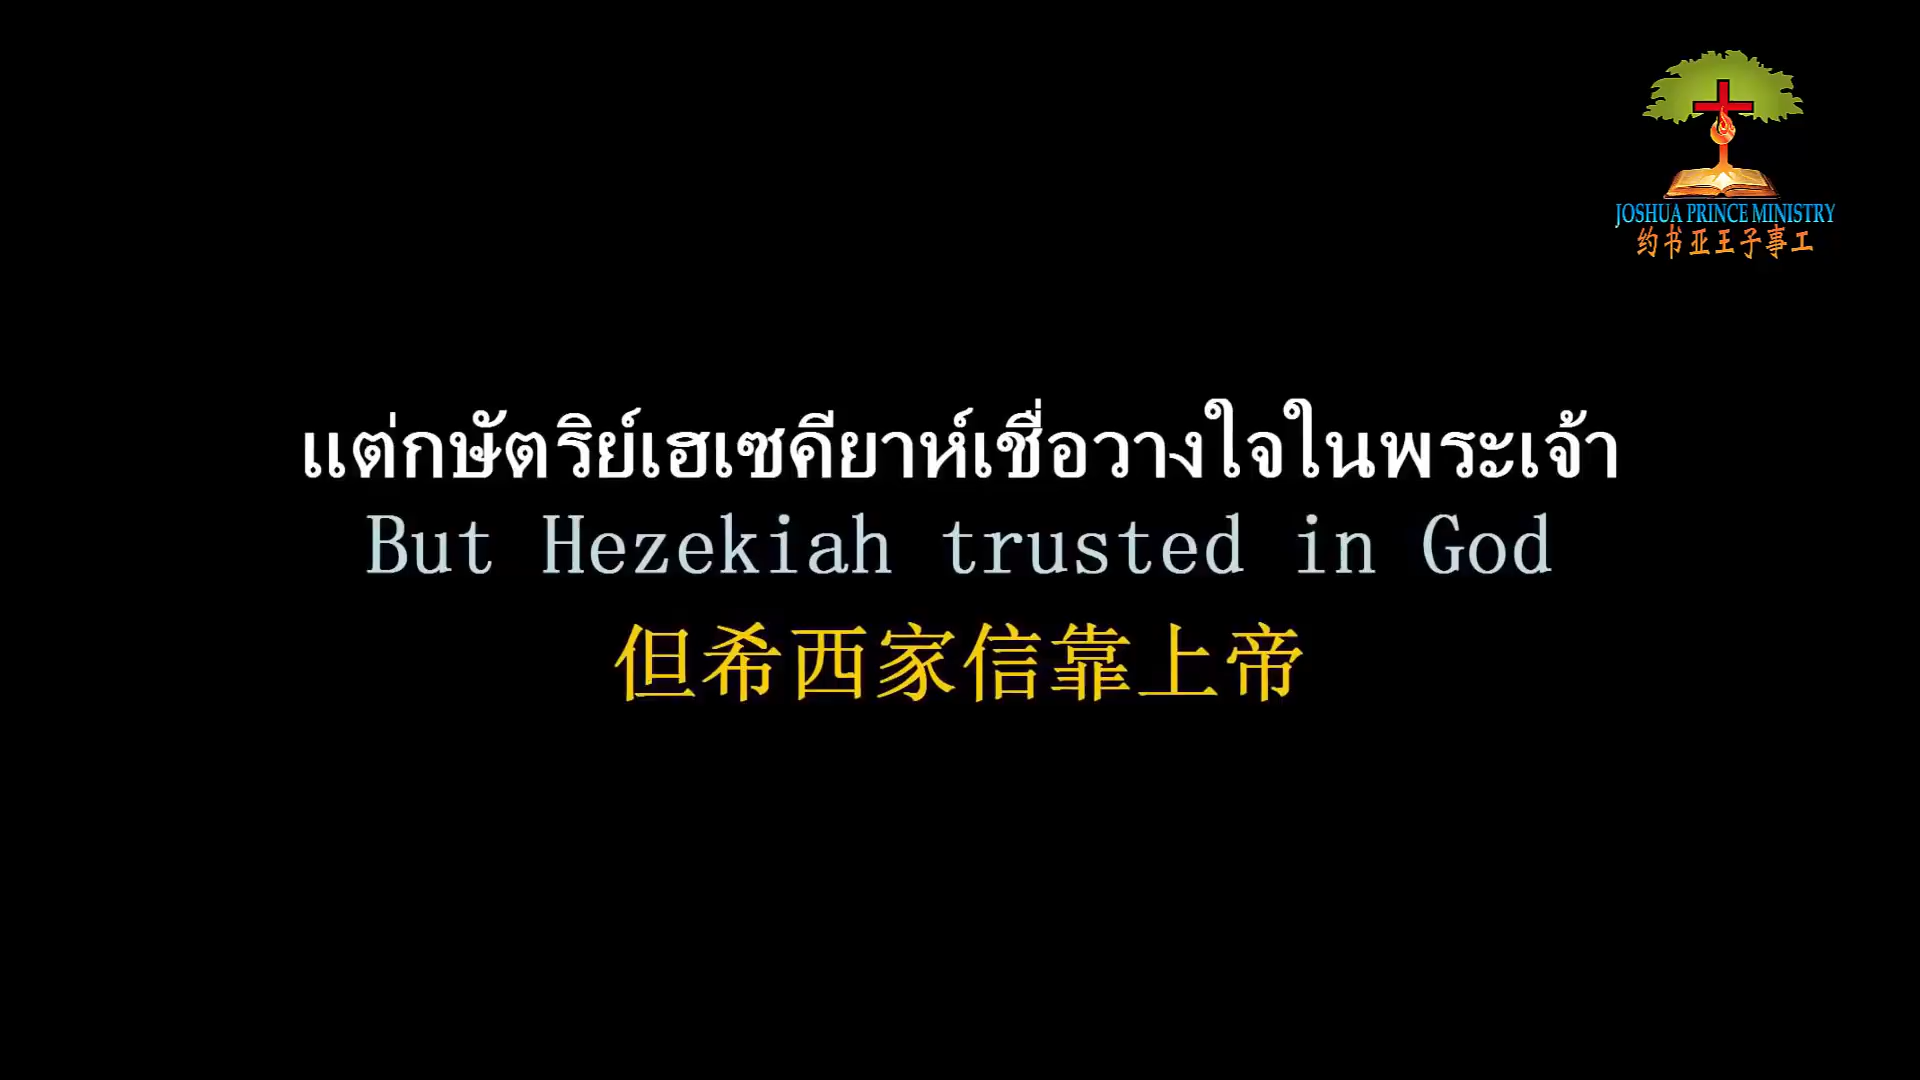 JOSHUA PRINCE MINISTRY
约书亚王子事工
แต่กษัตริย์เฮเซคียาห์เชื่อวางใจในพระเจ้า
But Hezekiah trusted in God
但希西家信靠上帝